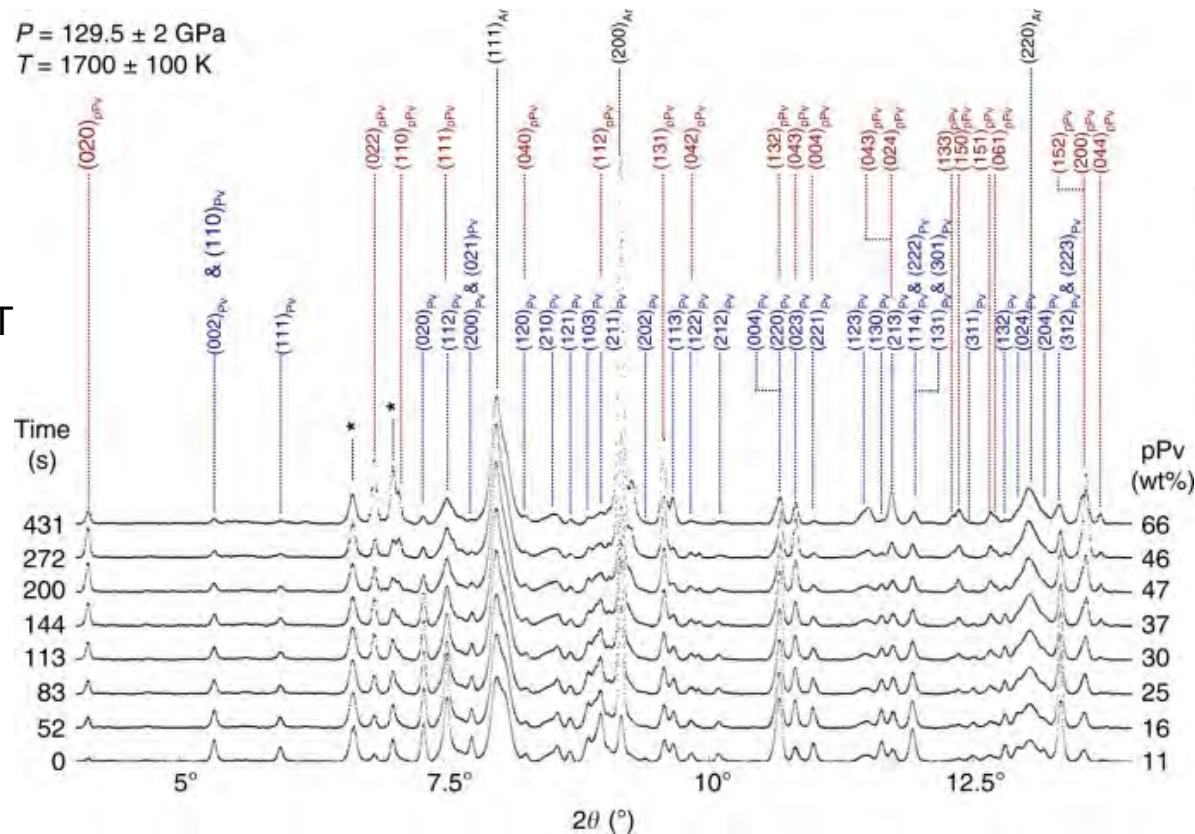 P = 129.5 ± 2 GPa
T = 1700 ± 100 K
(111)Ar
(200)Ar
(220)Ar
(020)pPv
(022)pPv
(110)pPv
(111)pPv
(040)pPv
(112)pPv
(131)pPv
(042)pPv
(132)pPv
(043)pPv
(004)pPv
(043)pPv
(024)pPv
(133)pPv
(150)pPv
(151)pPv
(061)pPv
(152)pPv
(200)pPv
(044)pPv
(002)Pv & (110)Pv
(111)Pv
(020)Pv
(112)Pv
(200)Pv & (021)Pv
(120)Pv
(210)Pv
(121)Pv
(103)Pv
(211)Pv
(202)Pv
(113)Pv
(122)Pv
(212)Pv
(004)Pv
(220)Pv
(023)Pv
(221)Pv
(123)Pv
(130)Pv
(213)Pv
(114)Pv & (222)Pv
(131)Pv & (301)Pv
(311)Pv
(132)Pv
(024)Pv
(204)Pv
(312)Pv & (223)Pv
T
* *
Time
(s)
pPv
(wt%)
431 66
272 46
200 47
144 37
113 30
83 25
52 16
0 11
5° 7.5° 10° 12.5°
2θ (°)